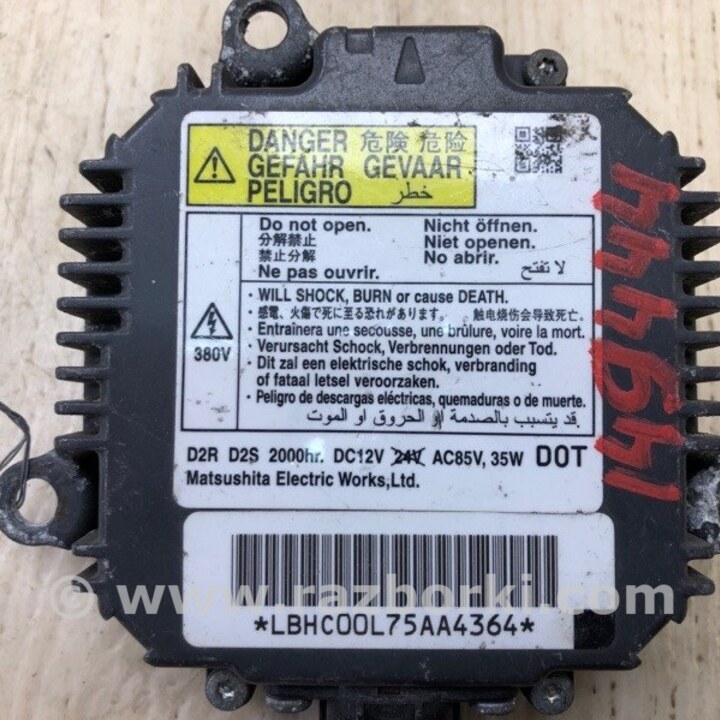 DANGER 危険 危险
GEFAHR GEVAAR
PELIGRO خطر
Do not open. Nicht öffnen.
分解禁止 Niet openen.
禁止分解 No abrir.
Ne pas ouvrir. لا تفتح
380V
· WILL SHOCK, BURN or cause DEATH.
· 感電、火傷で死に至る恐れがあります. 触电烧伤会导致死亡.
· Entraînera une secousse, une brûlure, voire la mort.
· Verursacht Schock, Verbrennungen oder Tod.
· Dit zal een elektrische schok, verbranding
of fataal letsel veroorzaken.
· Peligro de descargas eléctricas, quemaduras o de muerte.
قد يتسبب بالصدمة او الحروق او الموت.
D2R D2S 2000hr. DC12V 24V AC85V, 35W DOT
Matsushita Electric Works,Ltd.
© www.razborki.com
*LBHC00L75AA4364*